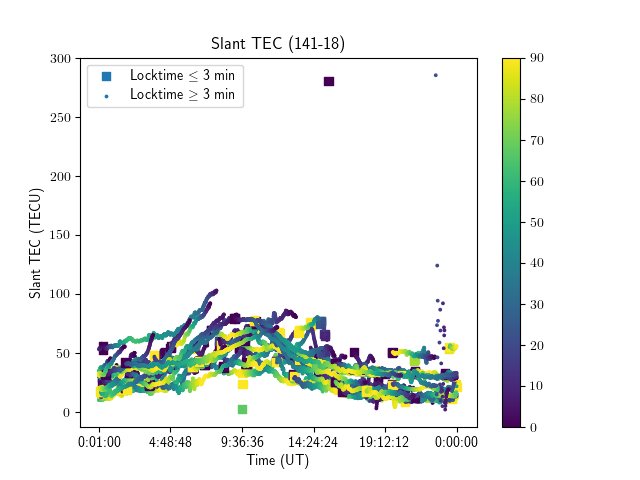 Slant TEC (141-18)
Locktime ≤ 3 min
Locktime ≥ 3 min
300
250
200
150
100
50
0
Slant TEC (TECU)
0:01:00 4:48:48 9:36:36 14:24:24 19:12:12 0:00:00
Time (UT)
90
80
70
60
50
40
30
20
10
0